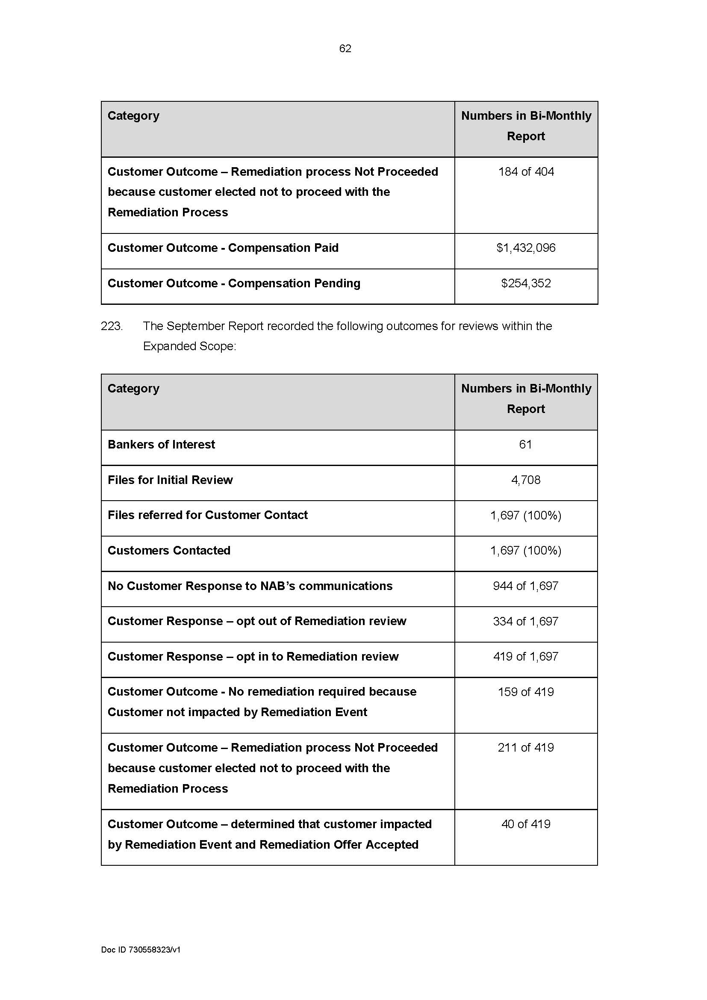 62
Category
Numbers in Bi-Monthly
Report
Customer Outcome – Remediation process Not Proceeded
because customer elected not to proceed with the
Remediation Process
184 of 404
Customer Outcome - Compensation Paid
$1,432,096
Customer Outcome - Compensation Pending
$254,352
223. The September Report recorded the following outcomes for reviews within the
Expanded Scope:
Category
Numbers in Bi-Monthly
Report
Bankers of Interest
61
Files for Initial Review
4,708
Files referred for Customer Contact
1,697 (100%)
Customers Contacted
1,697 (100%)
No Customer Response to NAB’s communications
944 of 1,697
Customer Response – opt out of Remediation review
334 of 1,697
Customer Response – opt in to Remediation review
419 of 1,697
Customer Outcome - No remediation required because
Customer not impacted by Remediation Event
159 of 419
Customer Outcome – Remediation process Not Proceeded
because customer elected not to proceed with the
Remediation Process
211 of 419
Customer Outcome – determined that customer impacted
by Remediation Event and Remediation Offer Accepted
40 of 419
Doc ID 730558323/v1